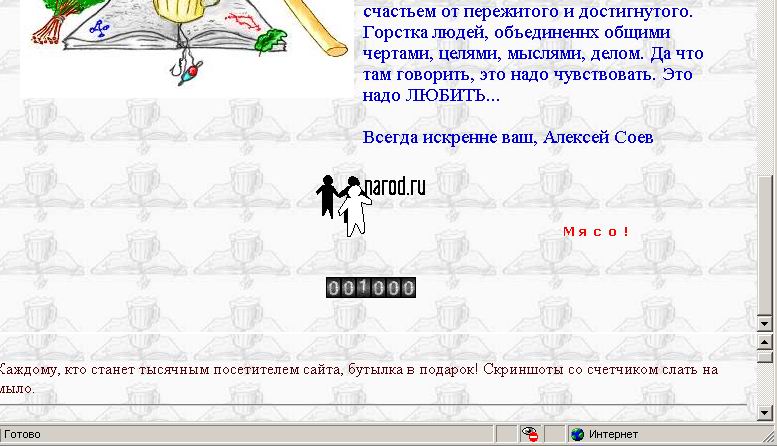 счастьем от пережитого и достигнутого.
Горстка людей, объединеннх общими
чертами, целями, мыслями, делом. Да что
там говорить, это надо чувствовать. Это
надо ЛЮБИТЬ...
Всегда искренне ваш, Алексей Соев
narod.ru
Мясо!
001000
Каждому, кто станет тысячным посетителем сайта, бутылка в подарок! Скриншоты со счетчиком слать на
мыло.
Готово
Интернет